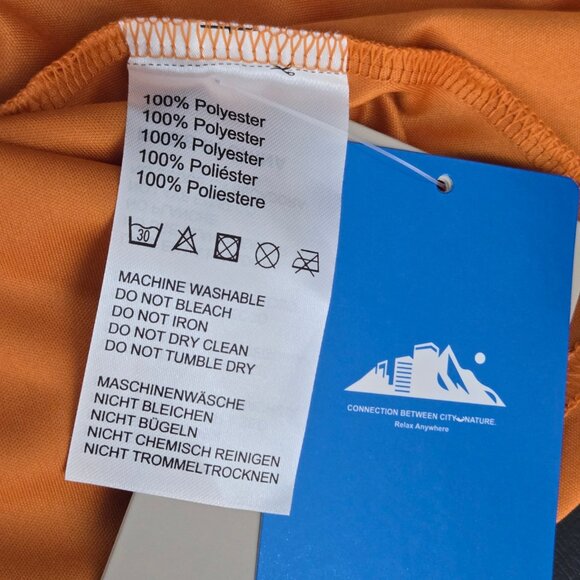 100% Polyester
100% Polyester
100% Polyester
100% Poliéster
100% Poliestere
30
MACHINE WASHABLE
DO NOT BLEACH
DO NOT IRON
DO NOT DRY CLEAN
DO NOT TUMBLE DRY
MASCHINENWÄSCHE
NICHT BLEICHEN
NICHT BÜGELN
NICHT CHEMISCH REINIGEN
NICHT TROMMELTROCKNEN
CONNECTION BETWEEN CITY NATURE.
Relax Anywhere